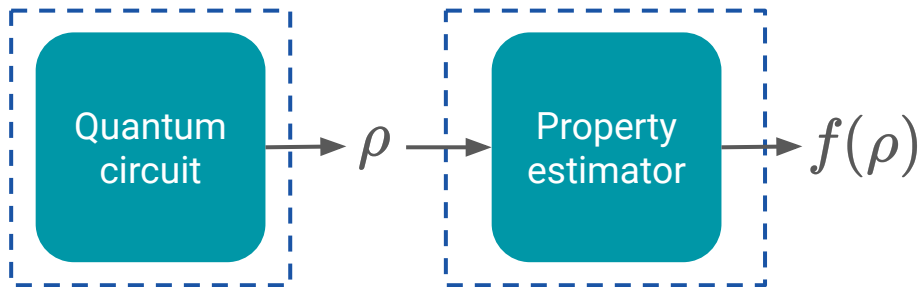 Quantum
circuit
ρ
Property
estimator
f(ρ)